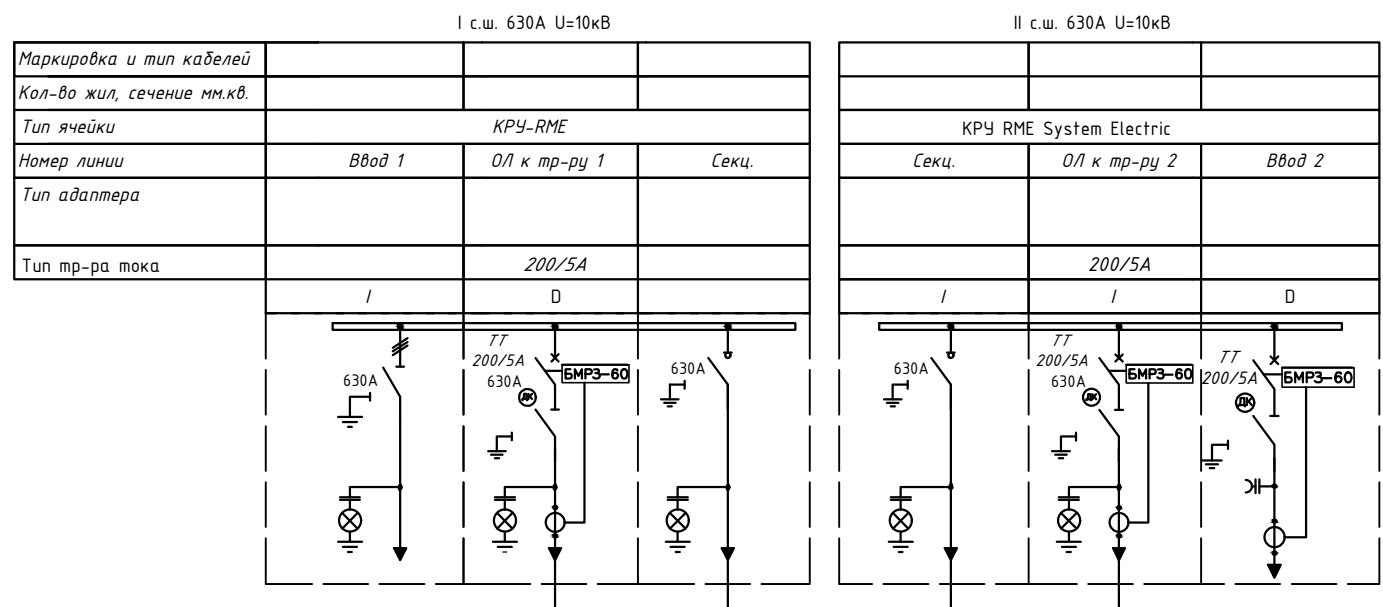 I с.ш. 630А U=10кВ
II с.ш. 630А U=10кВ
Маркировка и тип кабелей
Кол-во жил, сечение мм.кв.
Тип ячейки
КРУ-RME
КРУ RME System Electric
Номер линии
Ввод 1
ОЛ к тр-ру 1
Секц.
Секц.
ОЛ к тр-ру 2
Ввод 2
Тип адаптера
Тип тр-ра тока
200/5А
200/5А
I
D
I
I
D
630А
ТТ
200/5А
630А
БМРЗ-60
ДК
630А
630А
ТТ
200/5А
630А
БМРЗ-60
ДК
ТТ
200/5А
БМРЗ-60
ДК